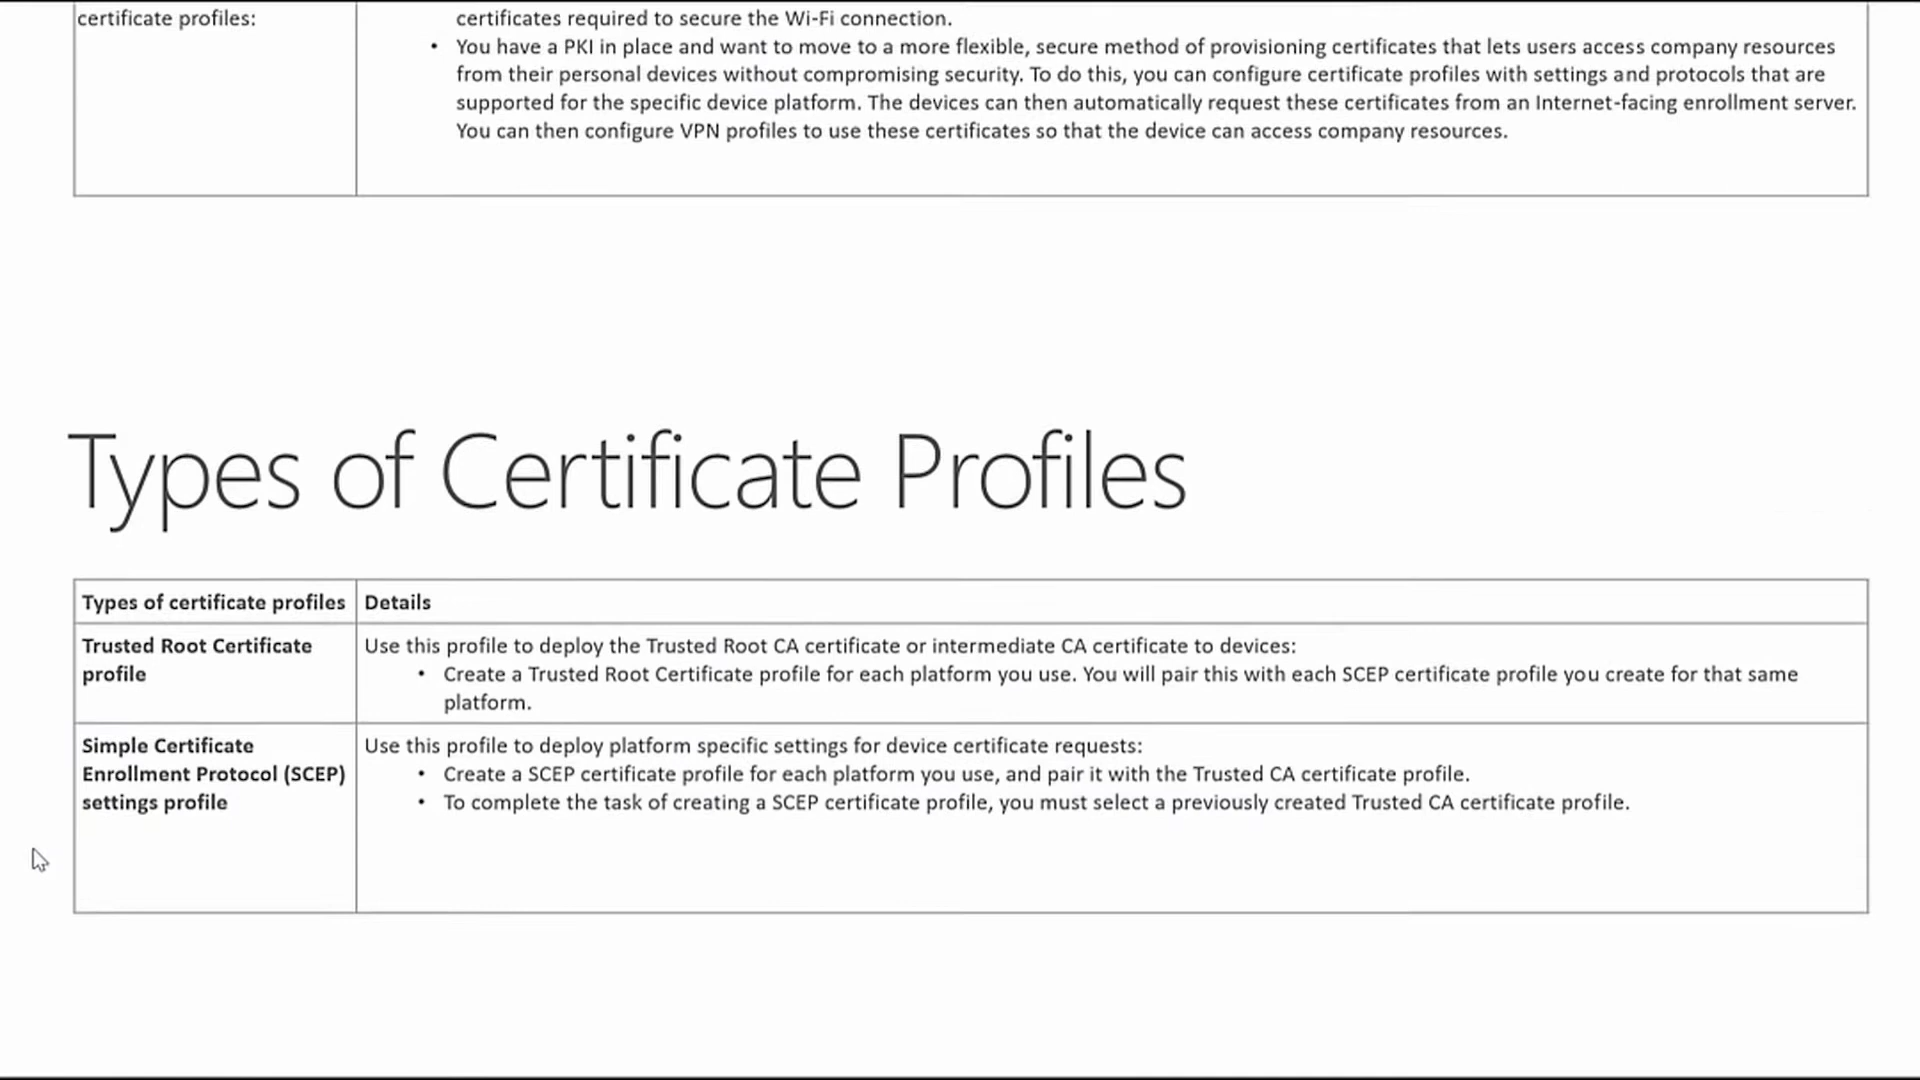 certificate profiles:
certificates required to secure the Wi-Fi connection.
• You have a PKI in place and want to move to a more flexible, secure method of provisioning certificates that lets users access company resources
from their personal devices without compromising security. To do this, you can configure certificate profiles with settings and protocols that are
supported for the specific device platform. The devices can then automatically request these certificates from an Internet-facing enrollment server.
You can then configure VPN profiles to use these certificates so that the device can access company resources.
Types of Certificate Profiles
Types of certificate profiles
Details
Trusted Root Certificate
profile
Use this profile to deploy the Trusted Root CA certificate or intermediate CA certificate to devices:
• Create a Trusted Root Certificate profile for each platform you use. You will pair this with each SCEP certificate profile you create for that same
platform.
Simple Certificate
Enrollment Protocol (SCEP)
settings profile
Use this profile to deploy platform specific settings for device certificate requests:
• Create a SCEP certificate profile for each platform you use, and pair it with the Trusted CA certificate profile.
• To complete the task of creating a SCEP certificate profile, you must select a previously created Trusted CA certificate profile.